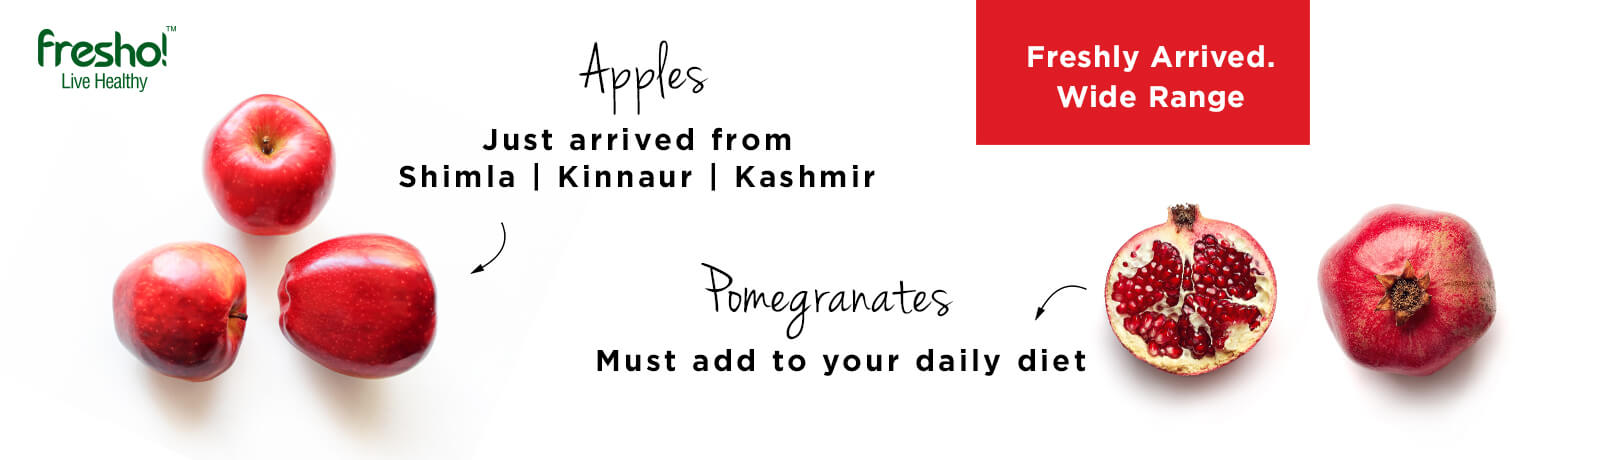 fresho!™
Live Healthy
Apples
Just arrived from
Shimla | Kinnaur | Kashmir
Freshly Arrived.
Wide Range
Pomegranates
Must add to your daily diet